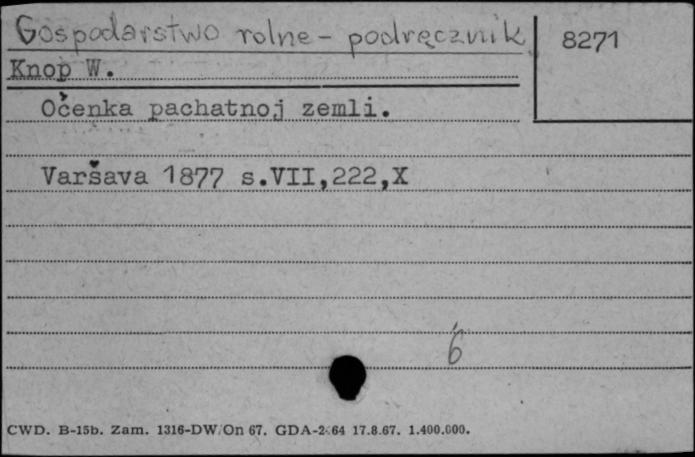 Gospodarstwo rolne - podręcznik
8271
Knop W.
Očenka pachatnoj zemli.
Varšava 1877 s.VII,222,X
6
CWD. B-15b. Zam. 1316-DW/On 67. GDA-2.64 17.8.67. 1.400.000.